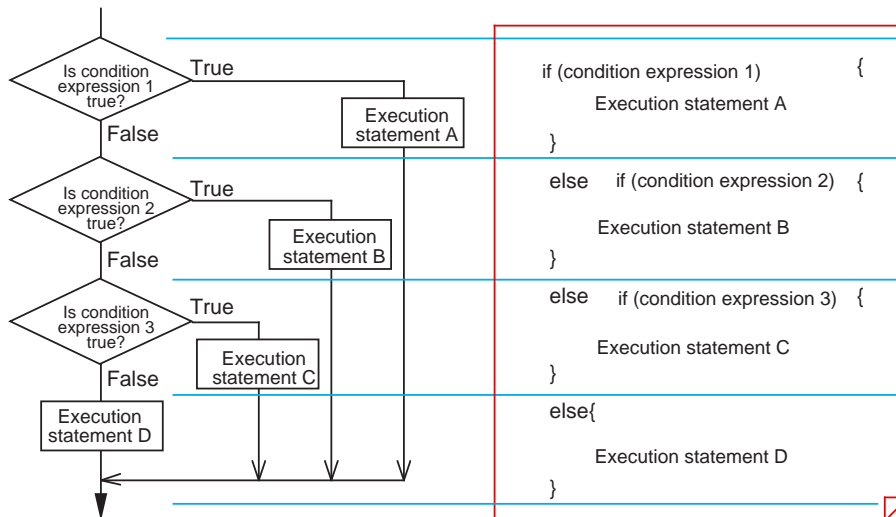 Is condition
expression 1
true?
True
False
Execution
statement A
Is condition
expression 2
true?
True
False
Execution
statement B
Is condition
expression 3
true?
True
False
Execution
statement C
Execution
statement D
if (condition expression 1) {
Execution statement A
}
else if (condition expression 2) {
Execution statement B
}
else if (condition expression 3) {
Execution statement C
}
else{
Execution statement D
}